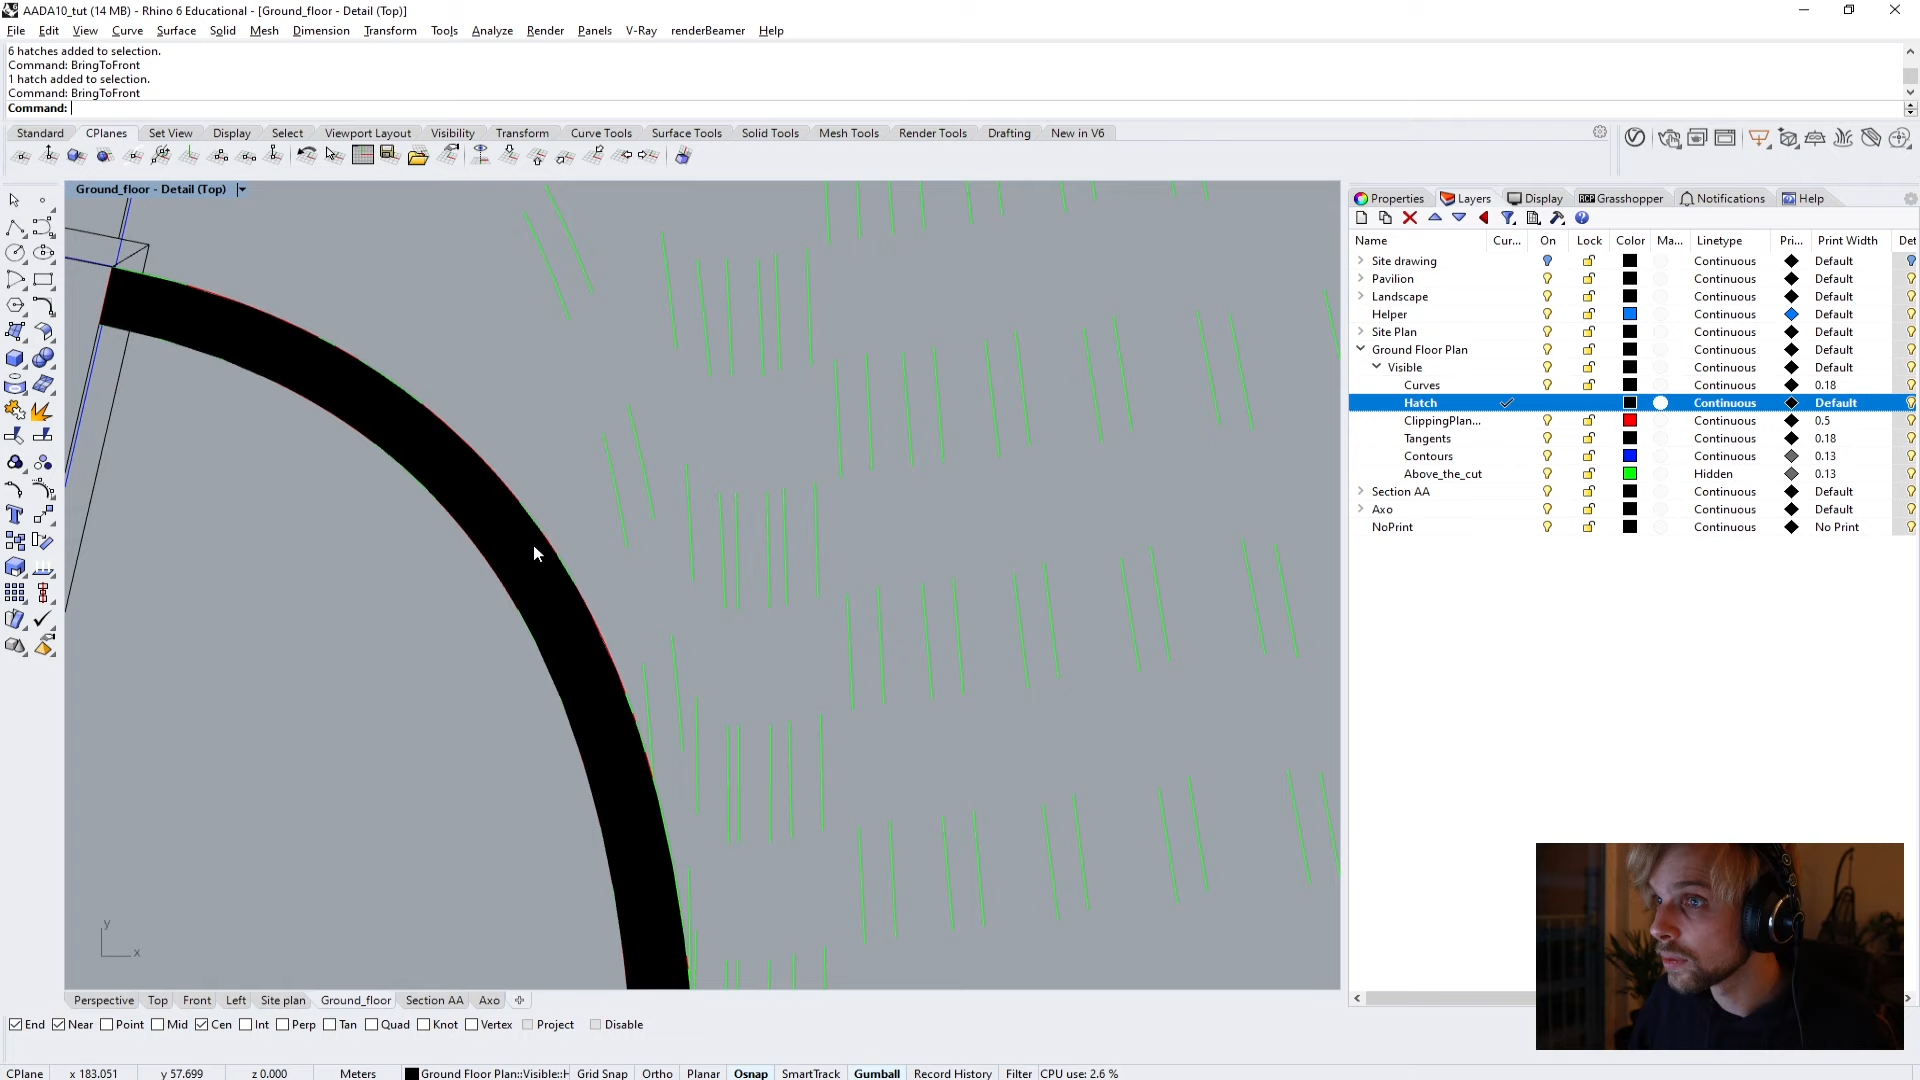 AADA10_tut (14 MB) - Rhino 6 Educational - [Ground_floor - Detail (Top)]
File Edit View Curve Surface Solid Mesh Dimension Transform Tools Analyze Render Panels V-Ray renderBeamer Help
6 hatches added to selection.
Command: BringToFront
1 hatch added to selection.
Command: BringToFront
Command:
Standard CPlanes Set View Display Select Viewport Layout Visibility Transform Curve Tools Surface Tools Solid Tools Mesh Tools Render Tools Drafting New in V6
Ground_floor - Detail (Top)
Properties Layers Display Grasshopper Notifications Help
Name Cur... On Lock Color Ma... Linetype Pri... Print Width Det
Site drawing Continuous Default
Pavilion Continuous Default
Landscape Continuous Default
Helper Continuous Default
Site Plan Continuous Default
Ground Floor Plan Continuous Default
Visible Continuous Default
Curves Continuous 0.18
Hatch Continuous Default
ClippingPlan... Continuous 0.5
Tangents Continuous 0.18
Contours Continuous 0.13
Above_the_cut Hidden 0.13
Section AA Continuous Default
Axo Continuous Default
NoPrint Continuous No Print
y
x
Perspective Top Front Left Site plan Ground_floor Section AA Axo
End Near Point Mid Cen Int Perp Tan Quad Knot Vertex Project Disable
CPlane x 183.051 y 57.699 z 0.000 Meters Ground Floor Plan::Visible::H Grid Snap Ortho Planar Osnap SmartTrack Gumball Record History Filter CPU use: 2.6 %